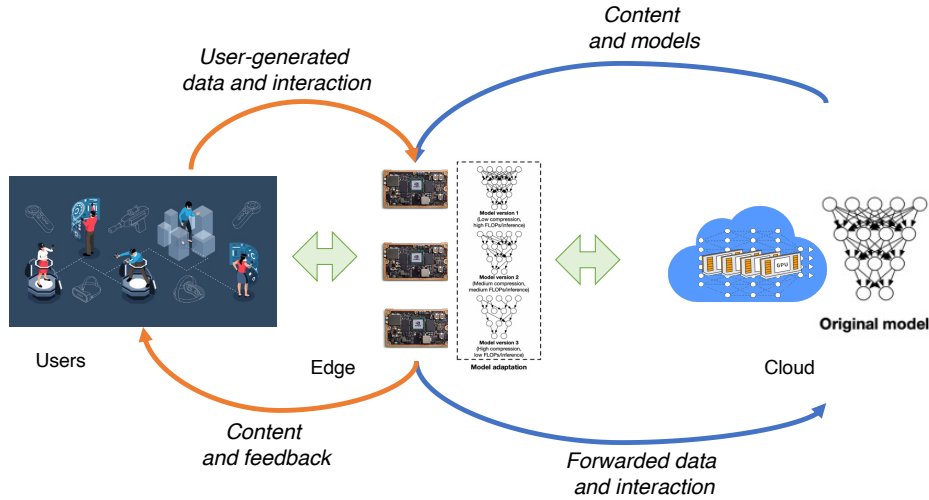 Content
and models
User-generated
data and interaction
Model version 1
(Low compression,
high FLOPs/inference)
Model version 2
(Medium compression,
medium FLOPs/inference)
GPU
Model version 3
(High compression,
low FLOPs/inference)
Original model
Users
Edge
Model adaptation
Cloud
Content
and feedback
Forwarded data
and interaction